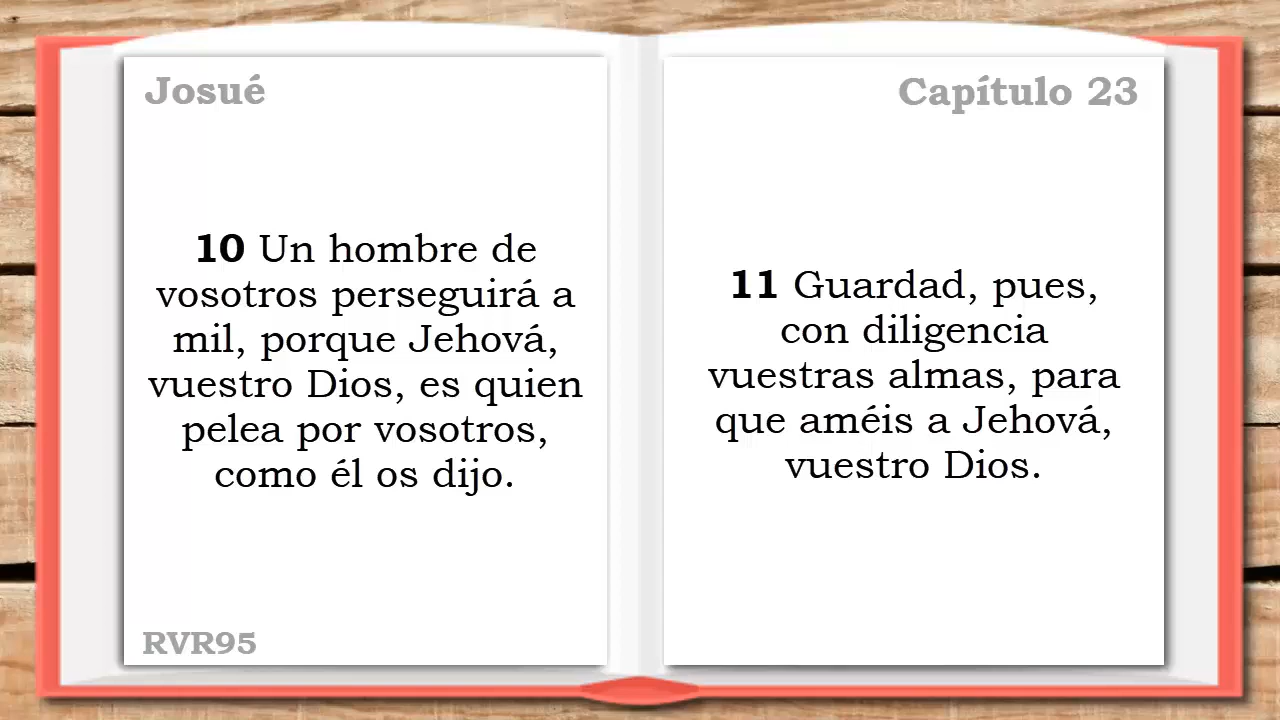 Josué
10 Un hombre de
vosotros perseguirá a
mil, porque Jehová,
vuestro Dios, es quien
pelea por vosotros,
como él os dijo.
RVR95
Capítulo 23
11 Guardad, pues,
con diligencia
vuestras almas, para
que améis a Jehová,
vuestro Dios.